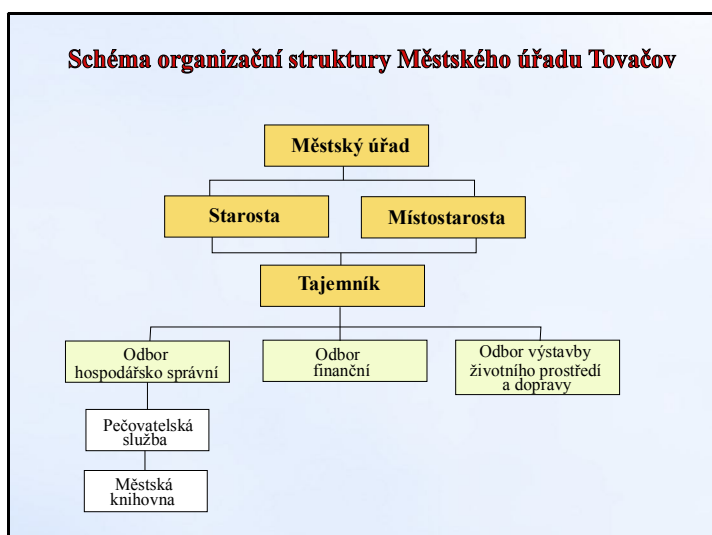 Schéma organizační struktury Městského úřadu Tovačov
Městský úřad
Starosta
Místostarosta
Tajemník
Odbor
hospodářsko správní
Odbor
finanční
Odbor výstavby
životního prostředí
a dopravy
Pečovatelská
služba
Městská
knihovna